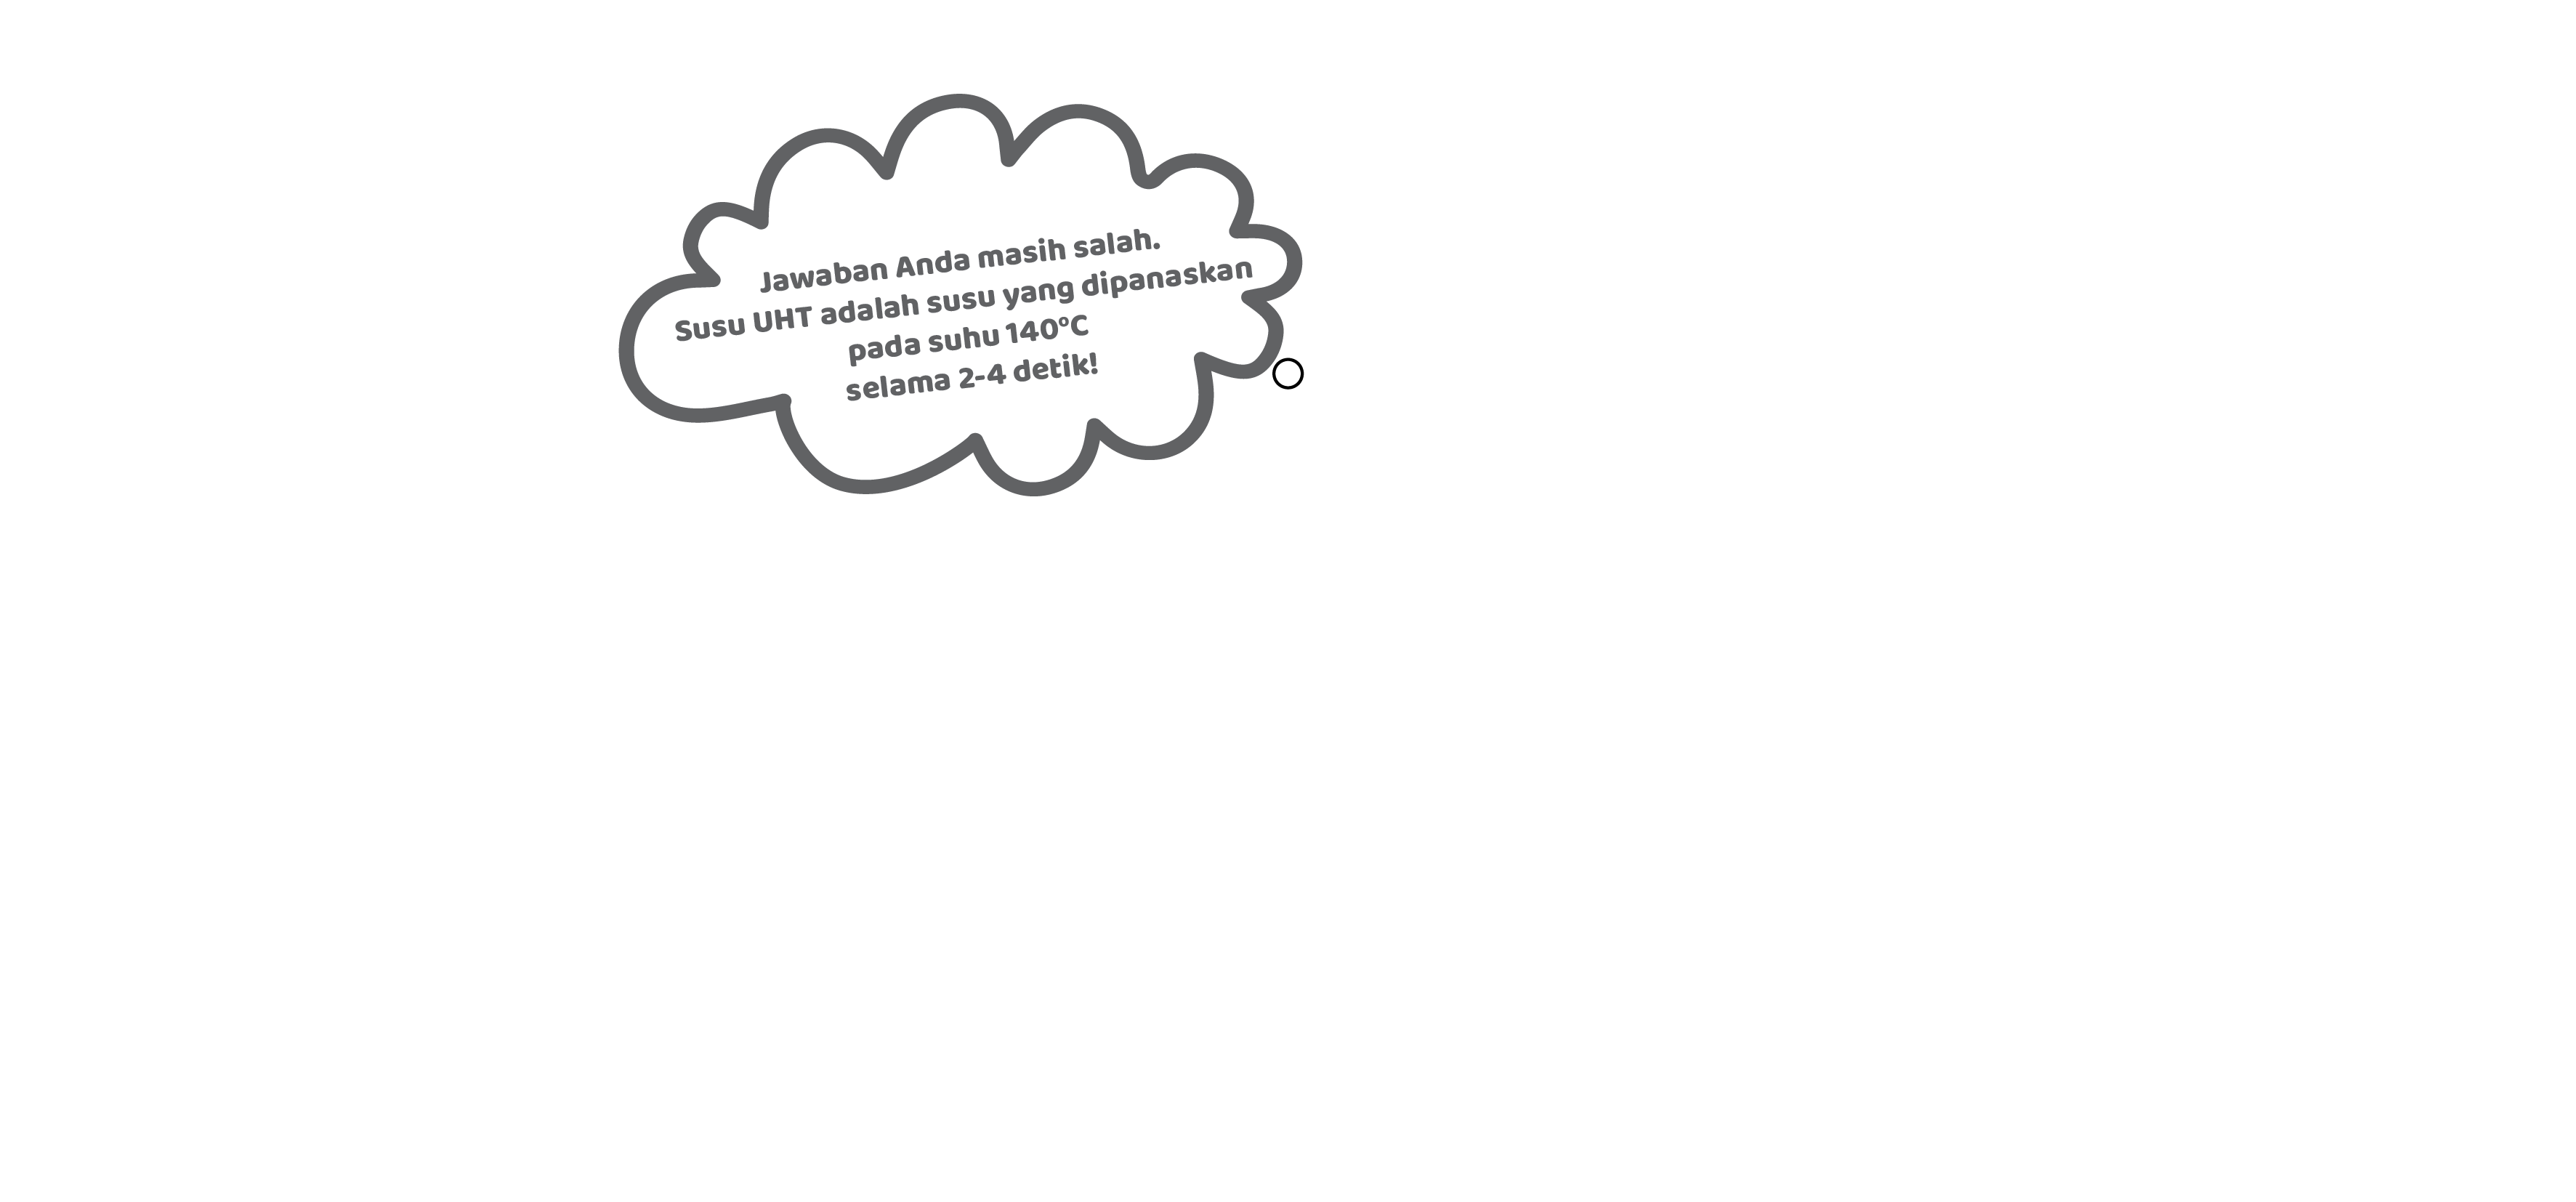 Jawaban Anda masih salah.
Susu UHT adalah susu yang dipanaskan
pada suhu 140°C
selama 2-4 detik!